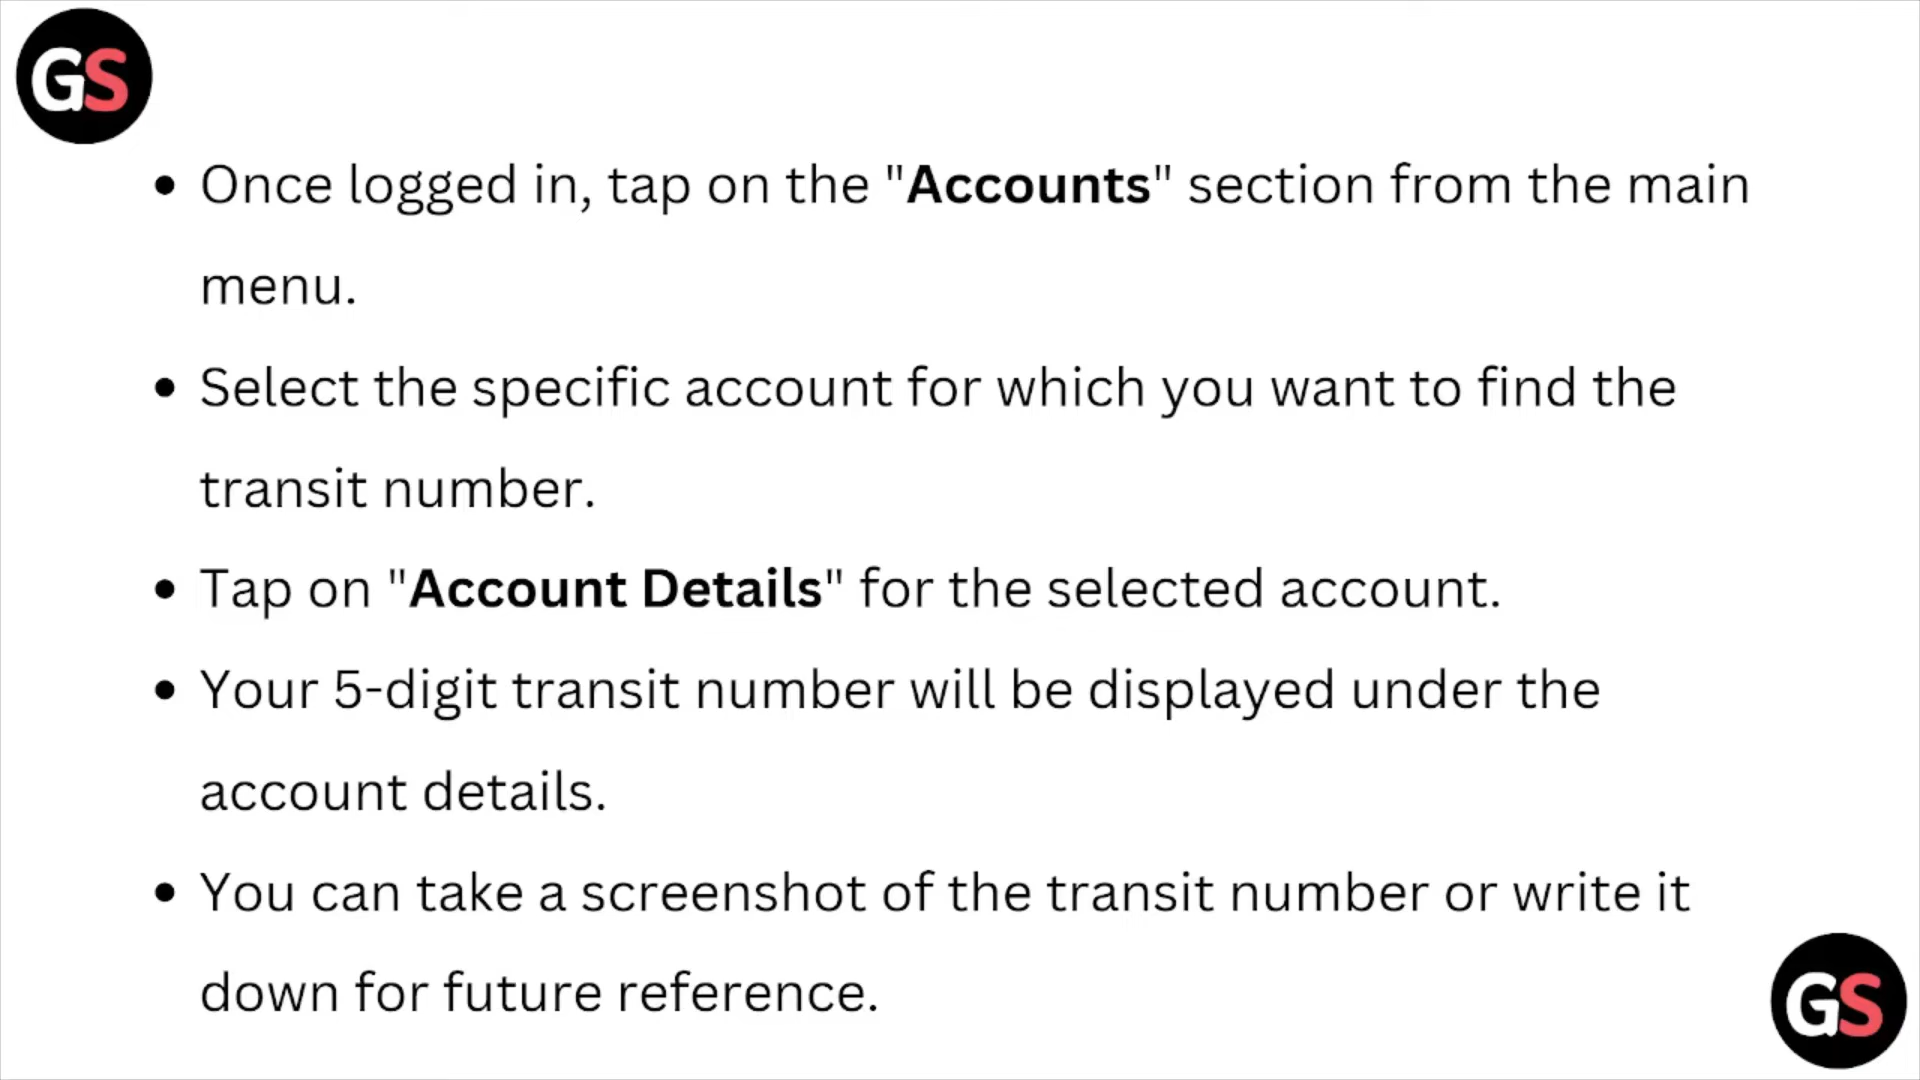 GS
• Once logged in, tap on the "Accounts" section from the main
menu.
• Select the specific account for which you want to find the
transit number.
• Tap on "Account Details" for the selected account.
• Your 5-digit transit number will be displayed under the
account details.
• You can take a screenshot of the transit number or write it
down for future reference.
GS